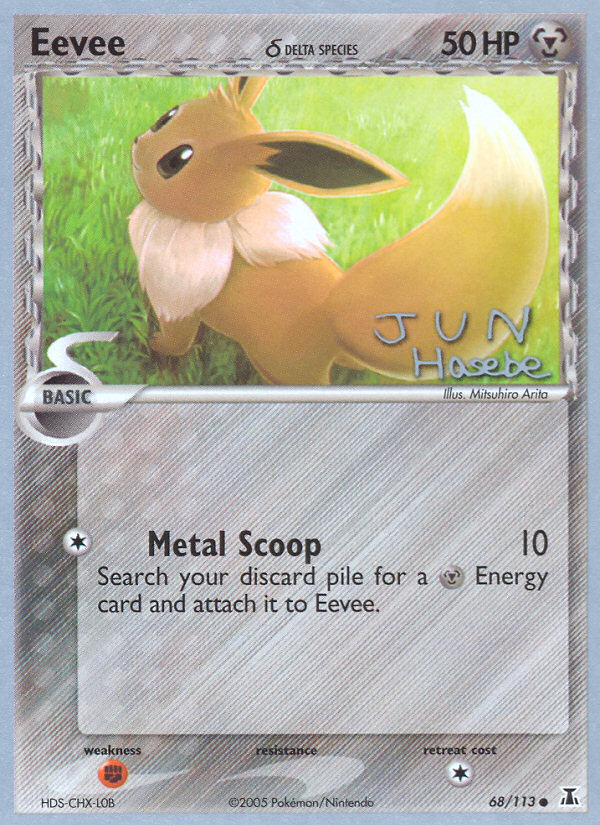 Eevee δ DELTA SPECIES 50 HP
JUN
Hasebe
BASIC
Illus. Mitsuhiro Arita
Metal Scoop 10
Search your discard pile for a Energy
card and attach it to Eevee.
weakness resistance retreat cost
HDS-CHX-L0B ©2005 Pokémon/Nintendo 68/113